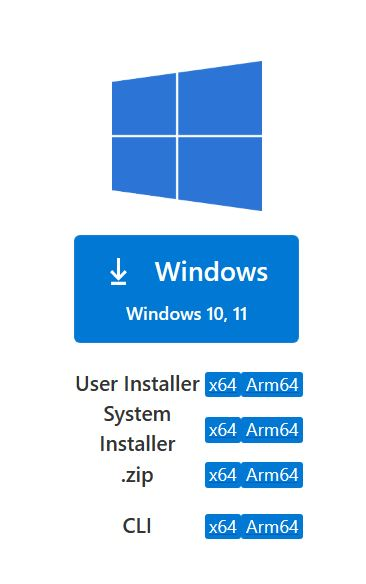 Windows
Windows 10, 11
User Installer x64 Arm64
System
Installer x64 Arm64
.zip x64 Arm64
CLI x64 Arm64